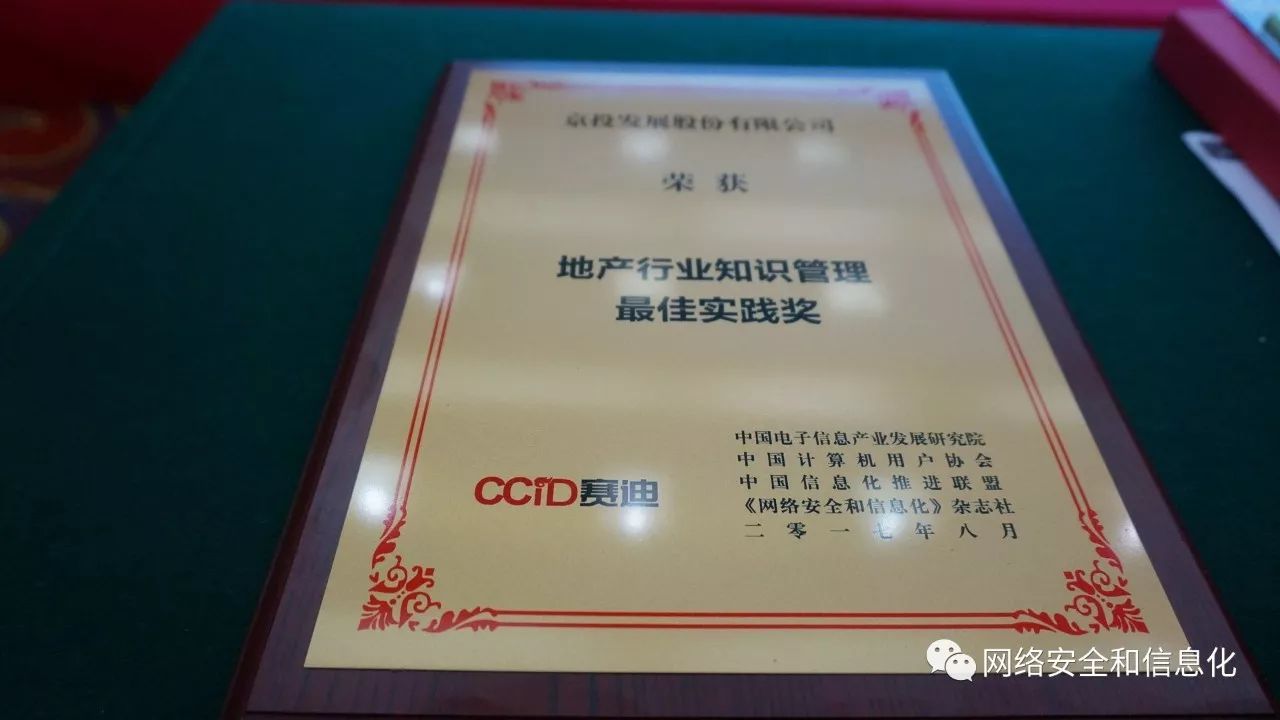 京投发展股份有限公司
荣获
地产行业知识管理
最佳实践奖
CCiD赛迪
中国电子信息产业发展研究院
中国计算机用户协会
中国信息化推进联盟
《网络安全和信息化》杂志社
二零一七年八月
网络安全和信息化